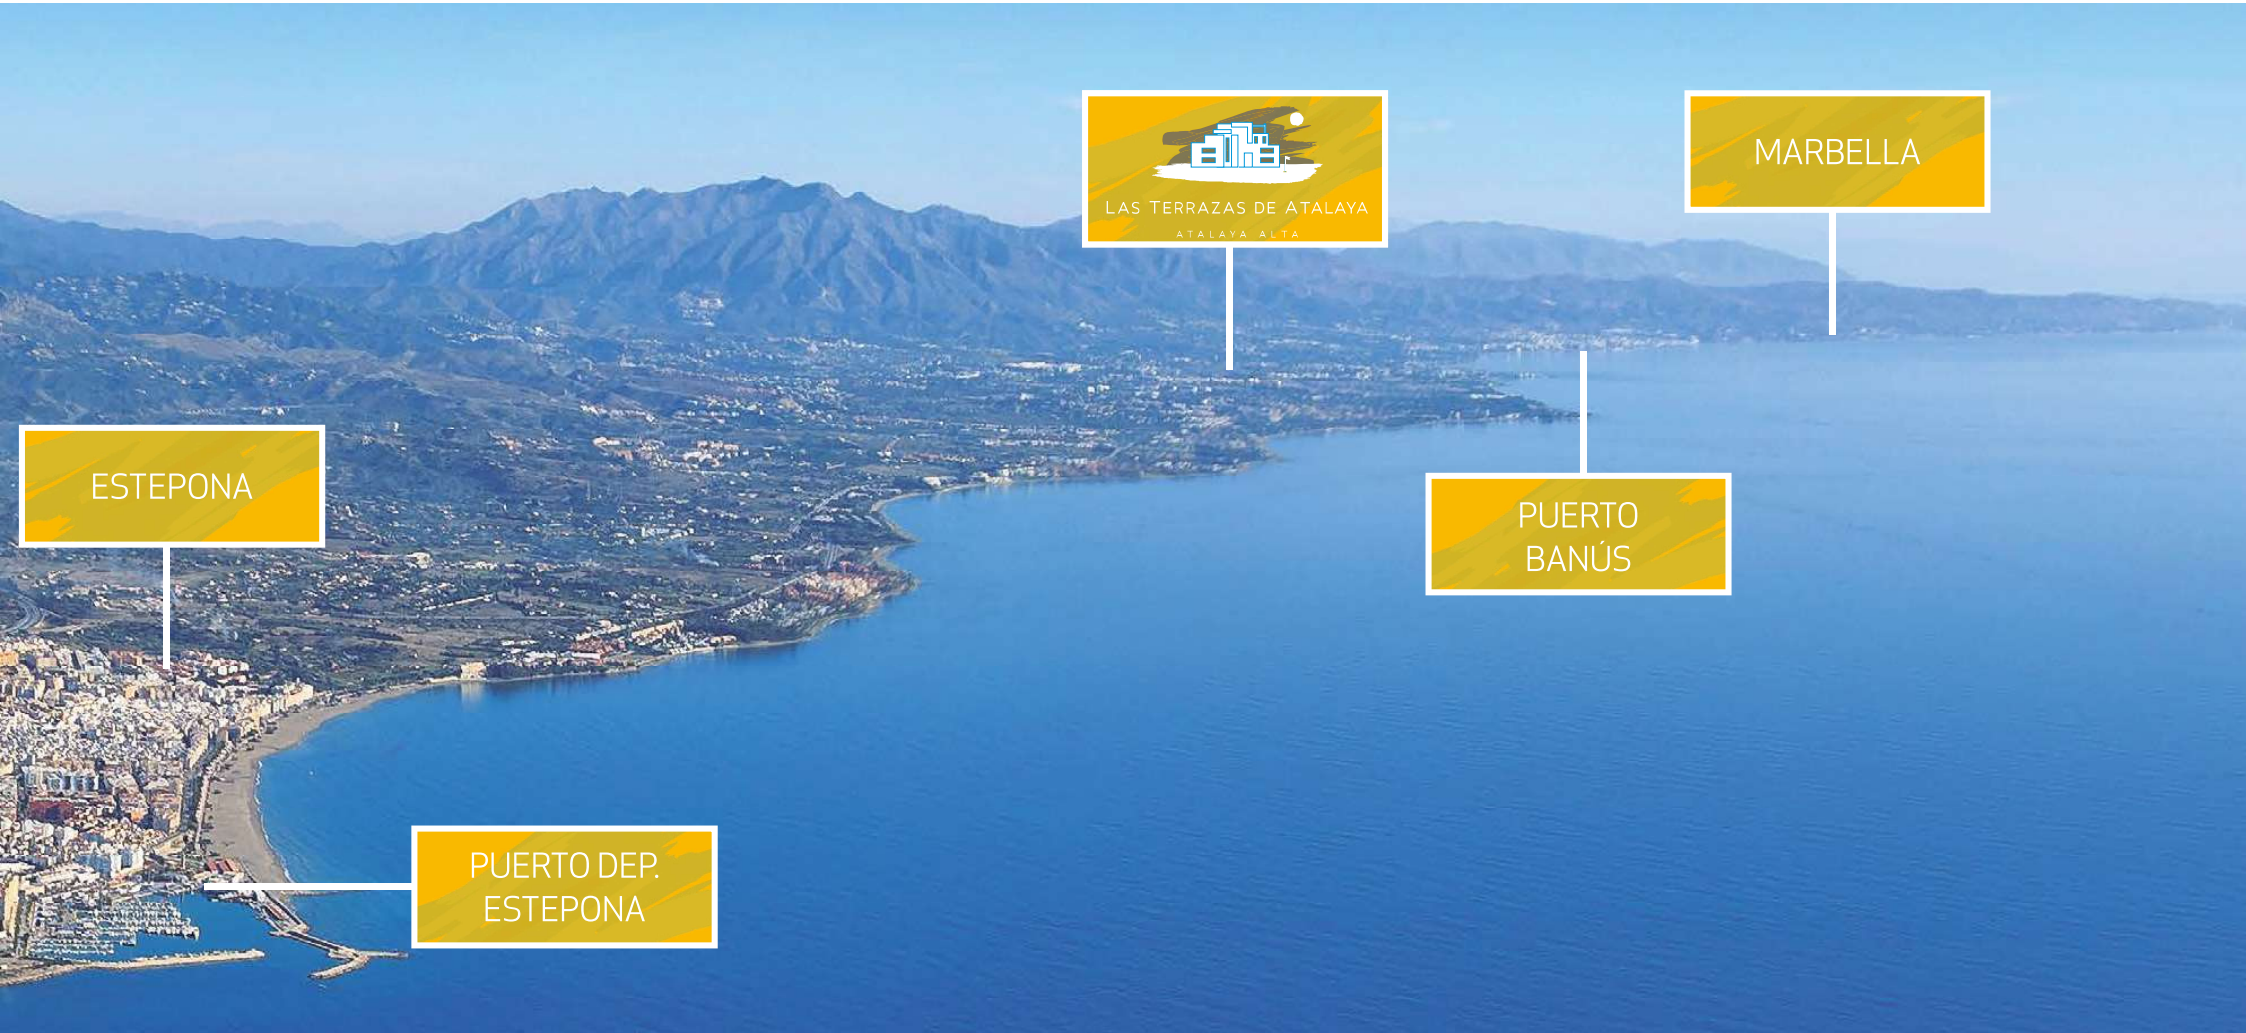 LAS TERRAZAS DE ATALAYA
ATALAYA ALTA
MARBELLA
ESTEPONA
PUERTO
BANÚS
PUERTO DEP.
ESTEPONA